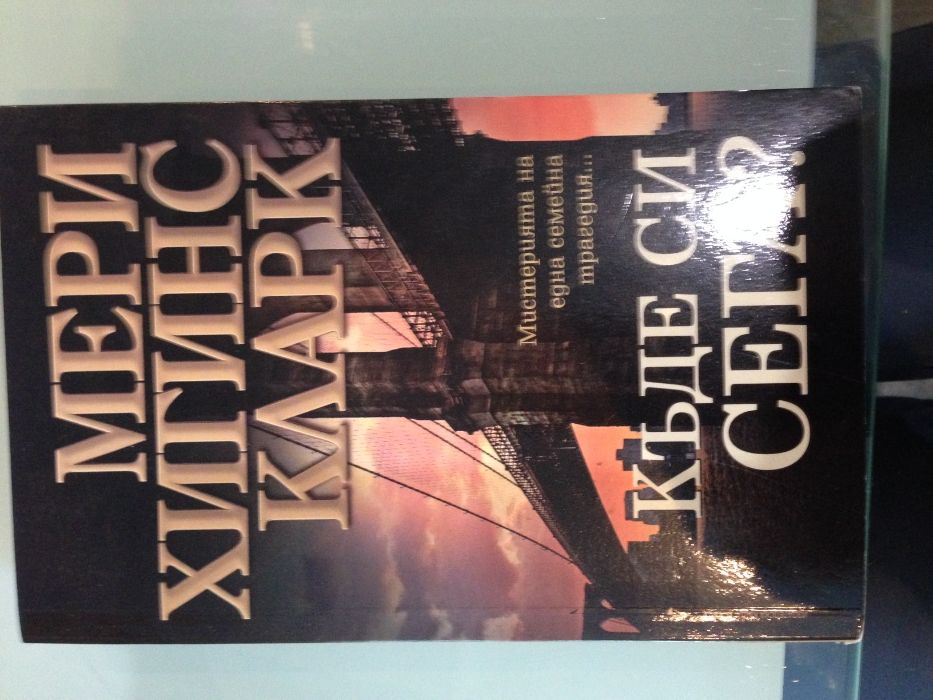 МЕРИ
ХИГИНС
КЛАРК
Мистерията на
една семейна
трагедия...
КЪДЕ СИ
СЕГА?